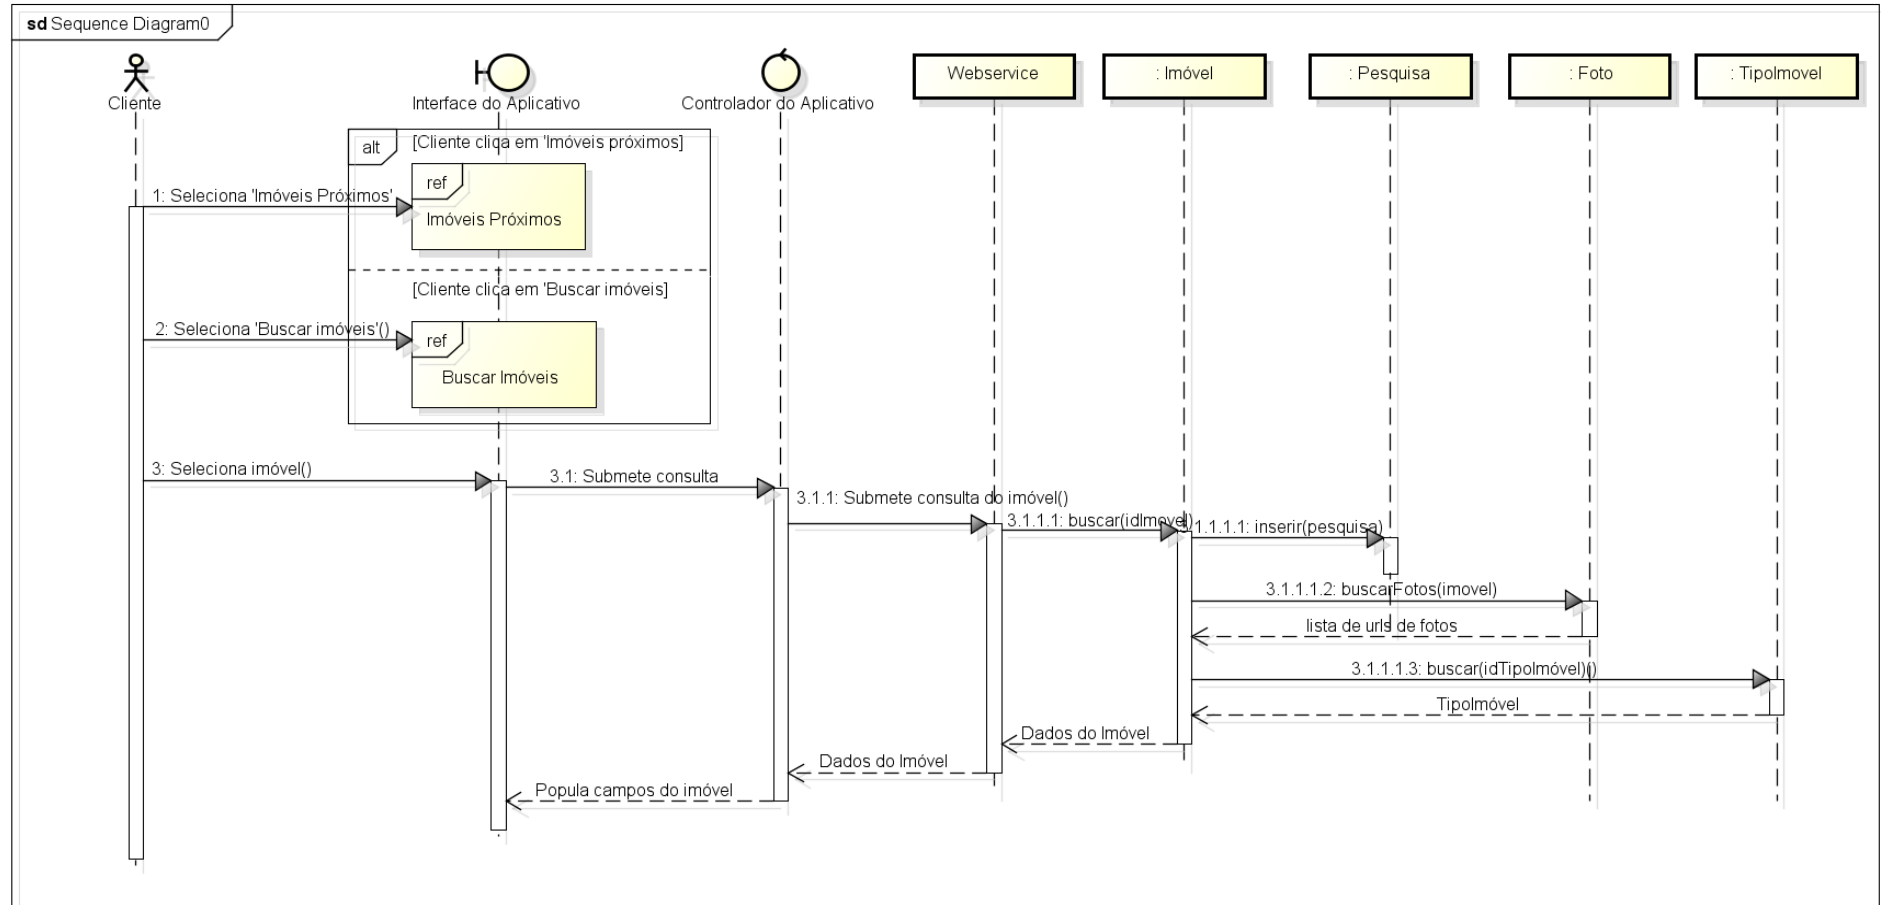 sd Sequence Diagram0
Cliente
Interface do Aplicativo
Controlador do Aplicativo
Webservice
: Imóvel
: Pesquisa
: Foto
: TipoImovel
alt
[Cliente clica em 'Imóveis próximos]
ref
Imóveis Próximos
1: Seleciona 'Imóveis Próximos'
[Cliente clica em 'Buscar imóveis]
2: Seleciona 'Buscar imóveis'()
ref
Buscar Imóveis
3: Seleciona imóvel()
3.1: Submete consulta
3.1.1: Submete consulta do imóvel()
3.1.1.1: buscar(idImovel)
1.1.1.1: inserir(pesquisa)
3.1.1.1.2: buscarFotos(imovel)
lista de urls de fotos
3.1.1.1.3: buscar(idTipoImóvel)()
TipoImóvel
Dados do Imóvel
Dados do Imóvel
Popula campos do imóvel